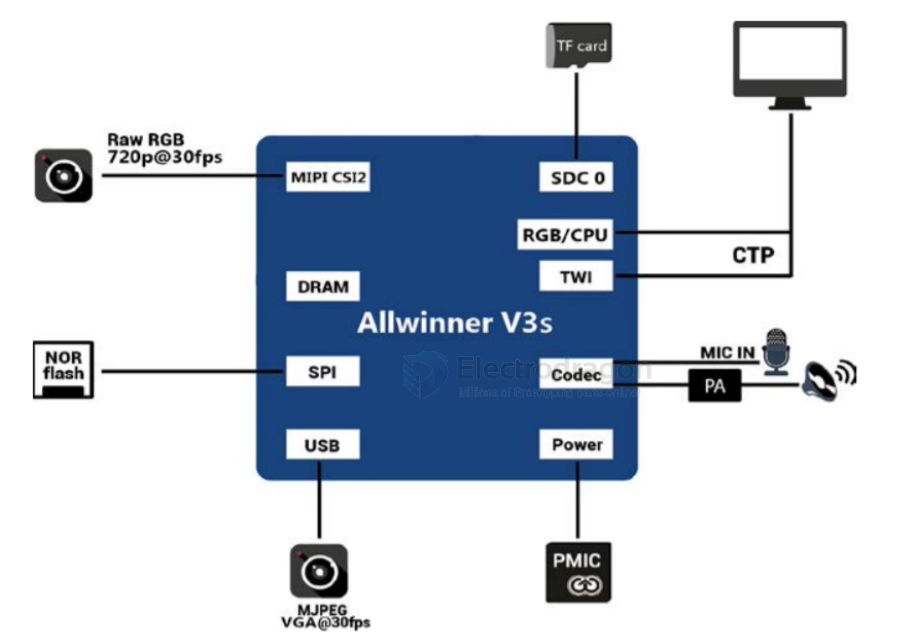 TF card
Raw RGB
720p@30fps
MIPI CSI2
SDC 0
RGB/CPU
CTP
TWI
DRAM
Allwinner V3s
NOR
flash
SPI
Electrodragon
Millions of Prototyping parts online
Codec
MIC IN
PA
USB
Power
PMIC
MJPEG
VGA@30fps